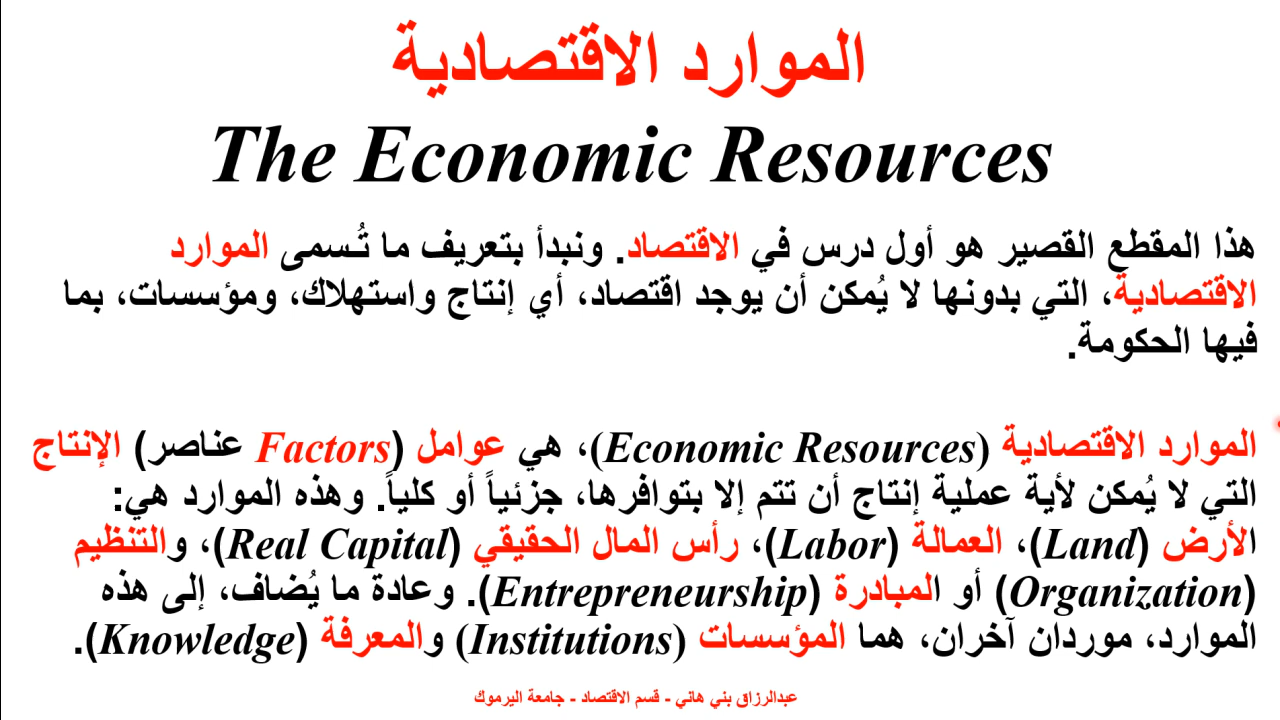 الموارد الاقتصادية
The Economic Resources
هذا المقطع القصير هو أول درس في الاقتصاد. ونبدأ بتعريف ما تُسمى الموارد
الاقتصادية، التي بدونها لا يُمكن أن يوجد اقتصاد، أي إنتاج واستهلاك، ومؤسسات، بما
فيها الحكومة.
الموارد الاقتصادية (Economic Resources)، هي عوامل (Factors عناصر) الإنتاج
التي لا يُمكن لأية عملية إنتاج أن تتم إلا بتوافرها، جزئياً أو كلياً. وهذه الموارد هي:
الأرض (Land)، العمالة (Labor)، رأس المال الحقيقي (Real Capital)، والتنظيم
(Organization) أو المبادرة (Entrepreneurship). وعادة ما يُضاف، إلى هذه
الموارد، موردان آخران، هما المؤسسات (Institutions) والمعرفة (Knowledge).
عبدالرزاق بني هاني - قسم الاقتصاد - جامعة اليرموك